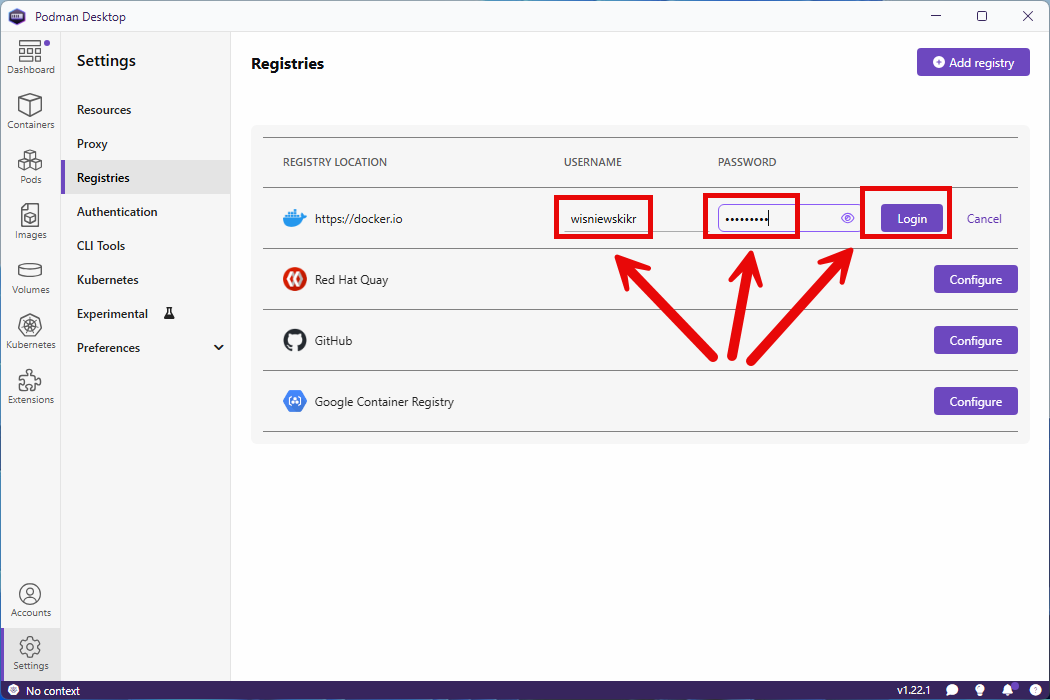 Podman Desktop
Dashboard
Containers
Pods
Images
Volumes
Kubernetes
Extensions
Accounts
Settings
Settings
Resources
Proxy
Registries
Authentication
CLI Tools
Kubernetes
Experimental
Preferences
Registries
Add registry
REGISTRY LOCATION USERNAME PASSWORD
https://docker.io wisniewskikr ••••••••• Login Cancel
Red Hat Quay Configure
GitHub Configure
Google Container Registry Configure
No context v1.22.1